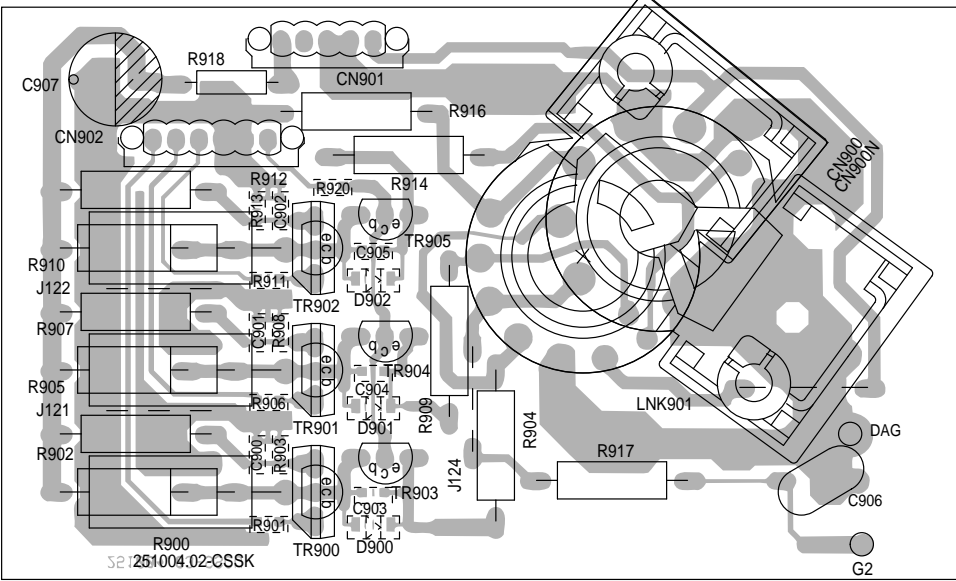 R918
C907
CN901
R916
CN902
CN900
CN900N
R912
R920
R914
R913
C902
e c b
e c b
TR905
C905
R910
R911
J122
TR902
D902
R907
C901
R908
e c b
e c b
TR904
C904
R905
R906
J121
TR901
D901
R909
LNK901
R902
R904
DAG
C900
R903
e c b
e c b
R917
J124
TR903
C906
C903
R901
R900
TR900
D900
251004.02-CSSK
G2